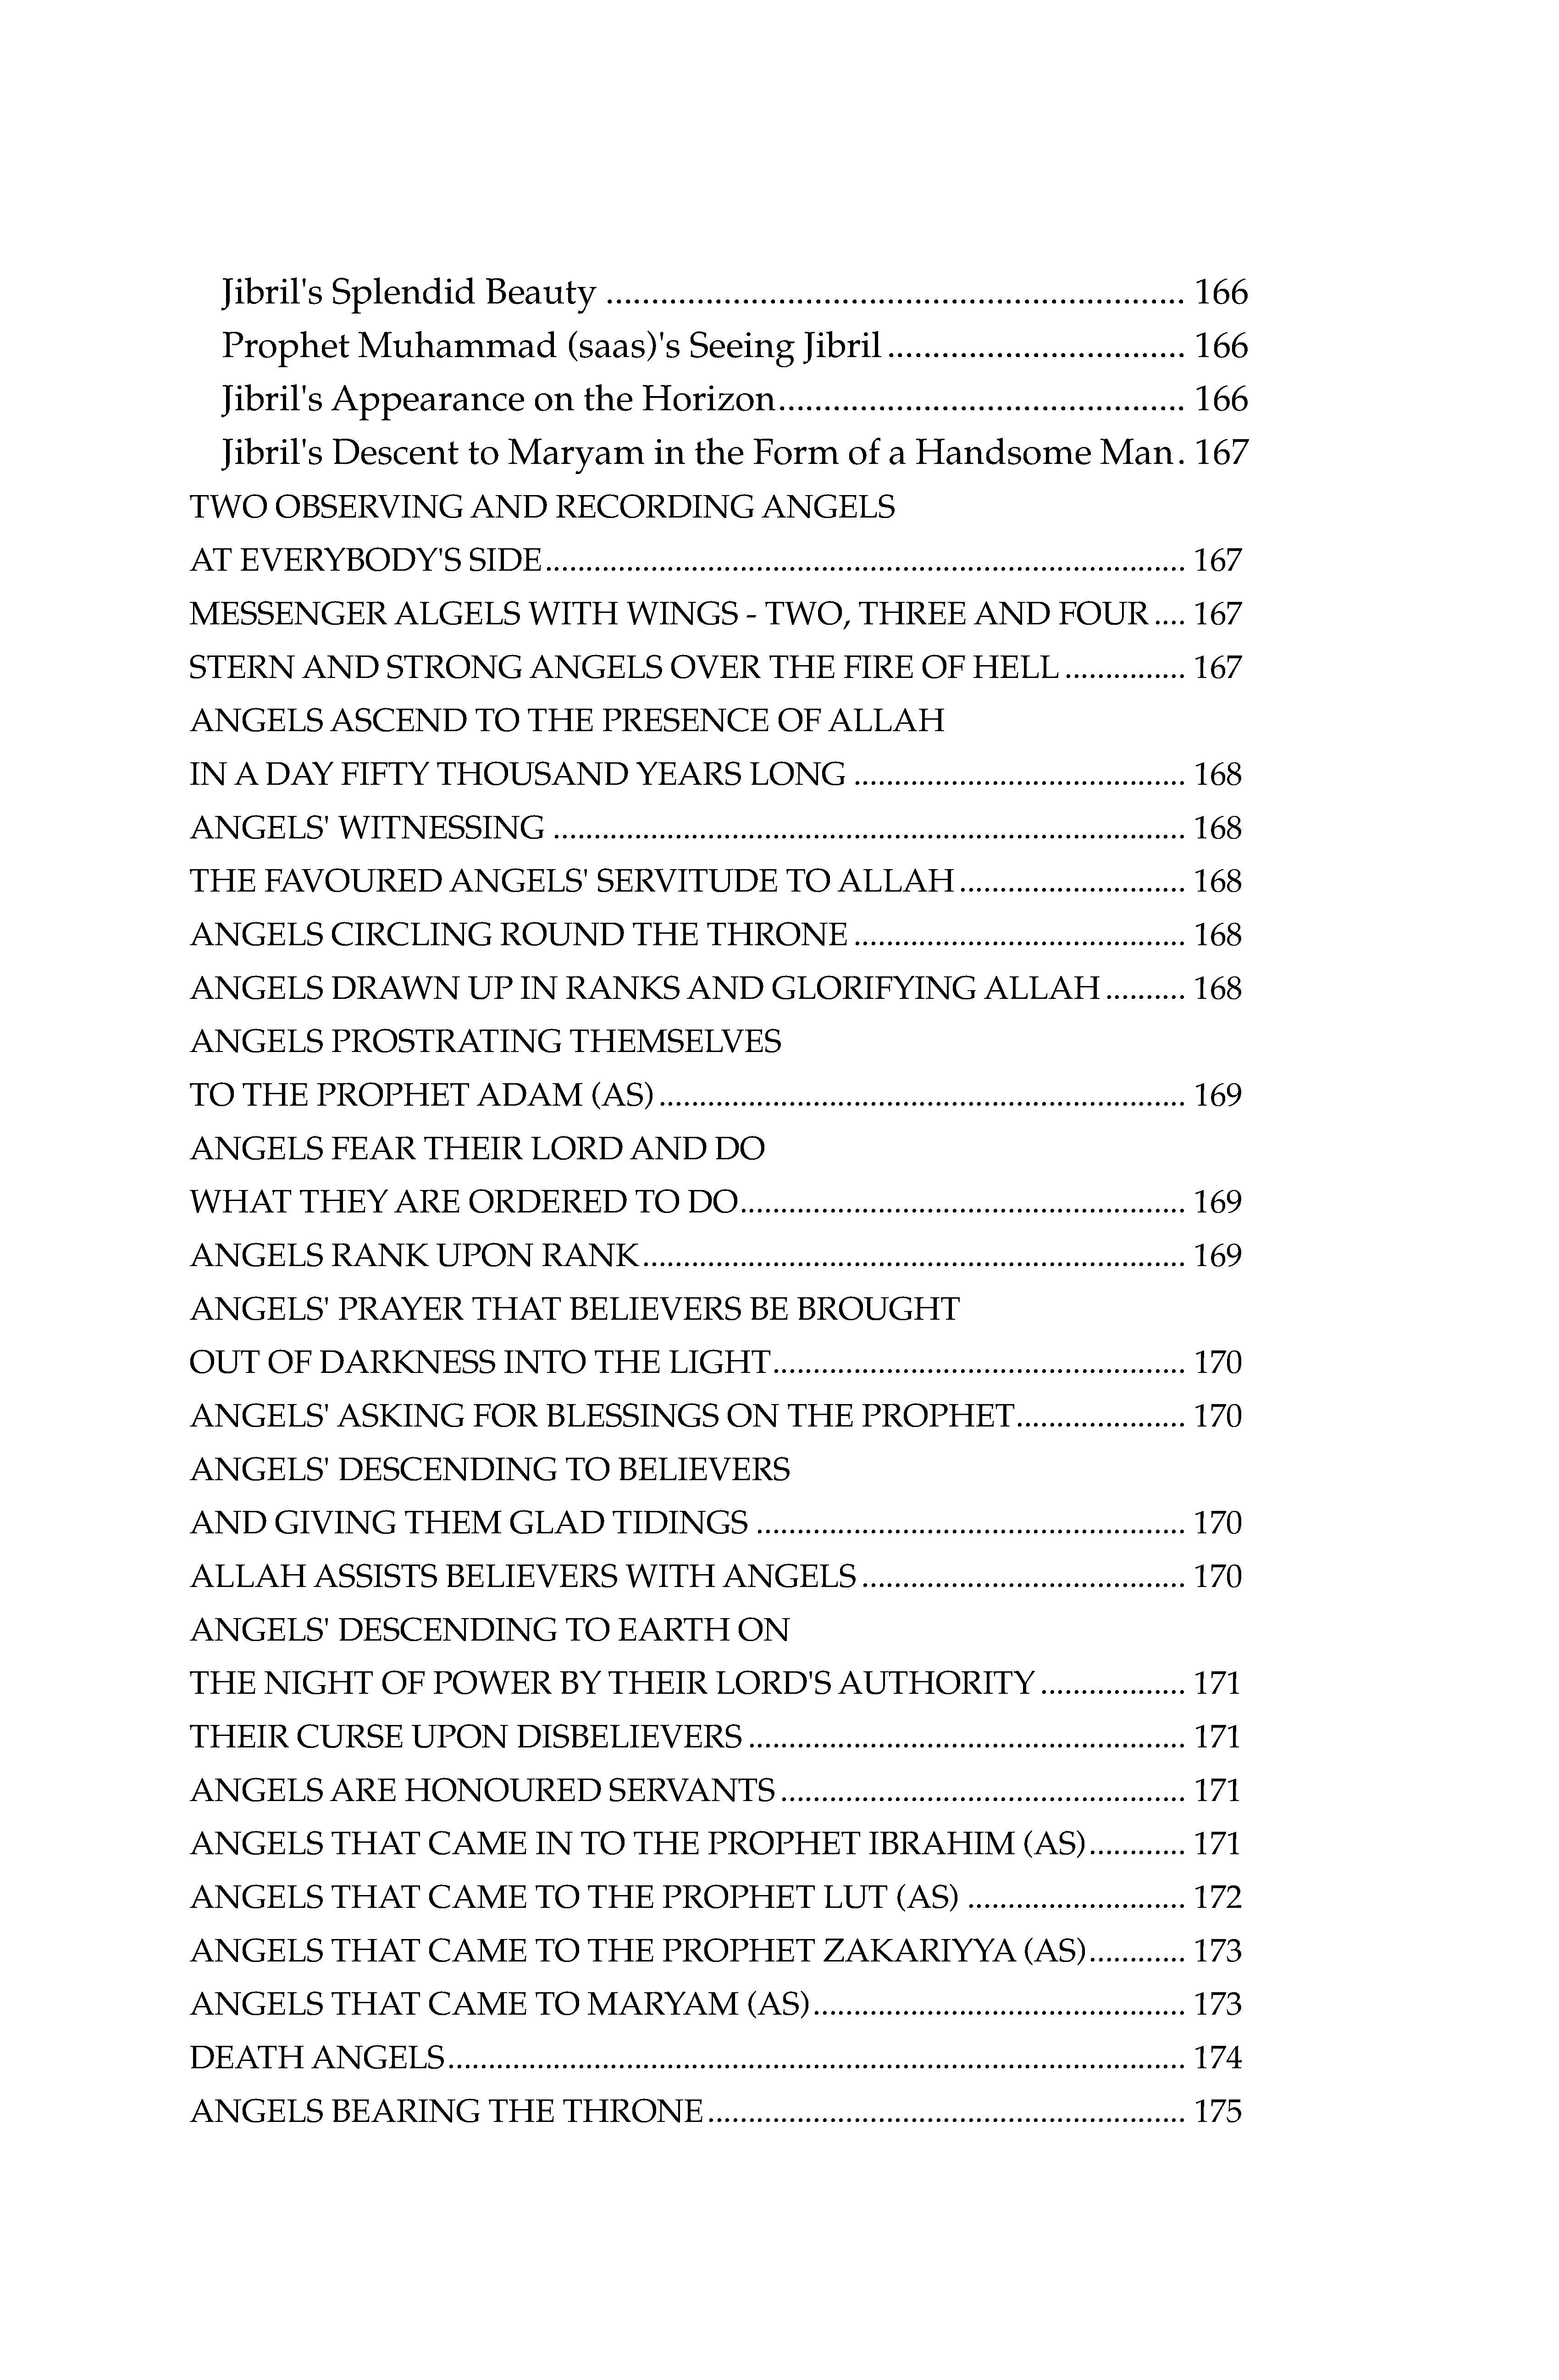 Jibril's Splendid Beauty ................................................................ 166
Prophet Muhammad (saas)'s Seeing Jibril ................................. 166
Jibril's Appearance on the Horizon............................................. 166
Jibril's Descent to Maryam in the Form of a Handsome Man. 167
TWO OBSERVING AND RECORDING ANGELS
AT EVERYBODY'S SIDE............................................................................... 167
MESSENGER ALGELS WITH WINGS - TWO, THREE AND FOUR .... 167
STERN AND STRONG ANGELS OVER THE FIRE OF HELL ............... 167
ANGELS ASCEND TO THE PRESENCE OF ALLAH
IN A DAY FIFTY THOUSAND YEARS LONG ......................................... 168
ANGELS' WITNESSING .............................................................................. 168
THE FAVOURED ANGELS' SERVITUDE TO ALLAH............................ 168
ANGELS CIRCLING ROUND THE THRONE ......................................... 168
ANGELS DRAWN UP IN RANKS AND GLORIFYING ALLAH .......... 168
ANGELS PROSTRATING THEMSELVES
TO THE PROPHET ADAM (AS)................................................................. 169
ANGELS FEAR THEIR LORD AND DO
WHAT THEY ARE ORDERED TO DO....................................................... 169
ANGELS RANK UPON RANK................................................................... 169
ANGELS' PRAYER THAT BELIEVERS BE BROUGHT
OUT OF DARKNESS INTO THE LIGHT................................................... 170
ANGELS' ASKING FOR BLESSINGS ON THE PROPHET..................... 170
ANGELS' DESCENDING TO BELIEVERS
AND GIVING THEM GLAD TIDINGS ..................................................... 170
ALLAH ASSISTS BELIEVERS WITH ANGELS ........................................ 170
ANGELS' DESCENDING TO EARTH ON
THE NIGHT OF POWER BY THEIR LORD'S AUTHORITY .................. 171
THEIR CURSE UPON DISBELIEVERS ...................................................... 171
ANGELS ARE HONOURED SERVANTS.................................................. 171
ANGELS THAT CAME IN TO THE PROPHET IBRAHIM (AS)............ 171
ANGELS THAT CAME TO THE PROPHET LUT (AS) ........................... 172
ANGELS THAT CAME TO THE PROPHET ZAKARIYYA (AS)............ 173
ANGELS THAT CAME TO MARYAM (AS).............................................. 173
DEATH ANGELS........................................................................................... 174
ANGELS BEARING THE THRONE........................................................... 175